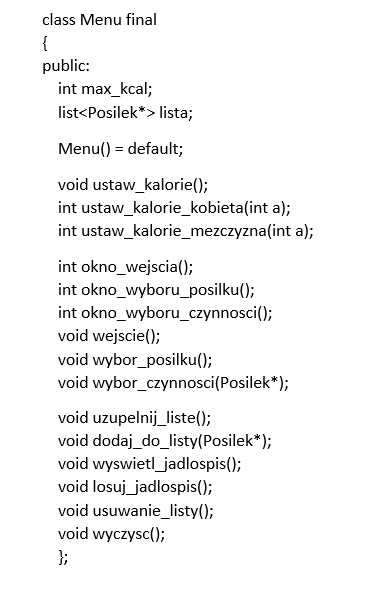 class Menu final
{
public:
int max_kcal;
list<Posilek*> lista;
Menu() = default;
void ustaw_kalorie();
int ustaw_kalorie_kobieta(int a);
int ustaw_kalorie_mezczyzna(int a);
int okno_wejscia();
int okno_wyboru_posilku();
int okno_wyboru_czynnosci();
void wejscie();
void wybor_posilku();
void wybor_czynnosci(Posilek*);
void uzupelnij_liste();
void dodaj_do_listy(Posilek*);
void wyswietl_jadlospis();
void losuj_jadlospis();
void usuwanie_listy();
void wyczysc();
};